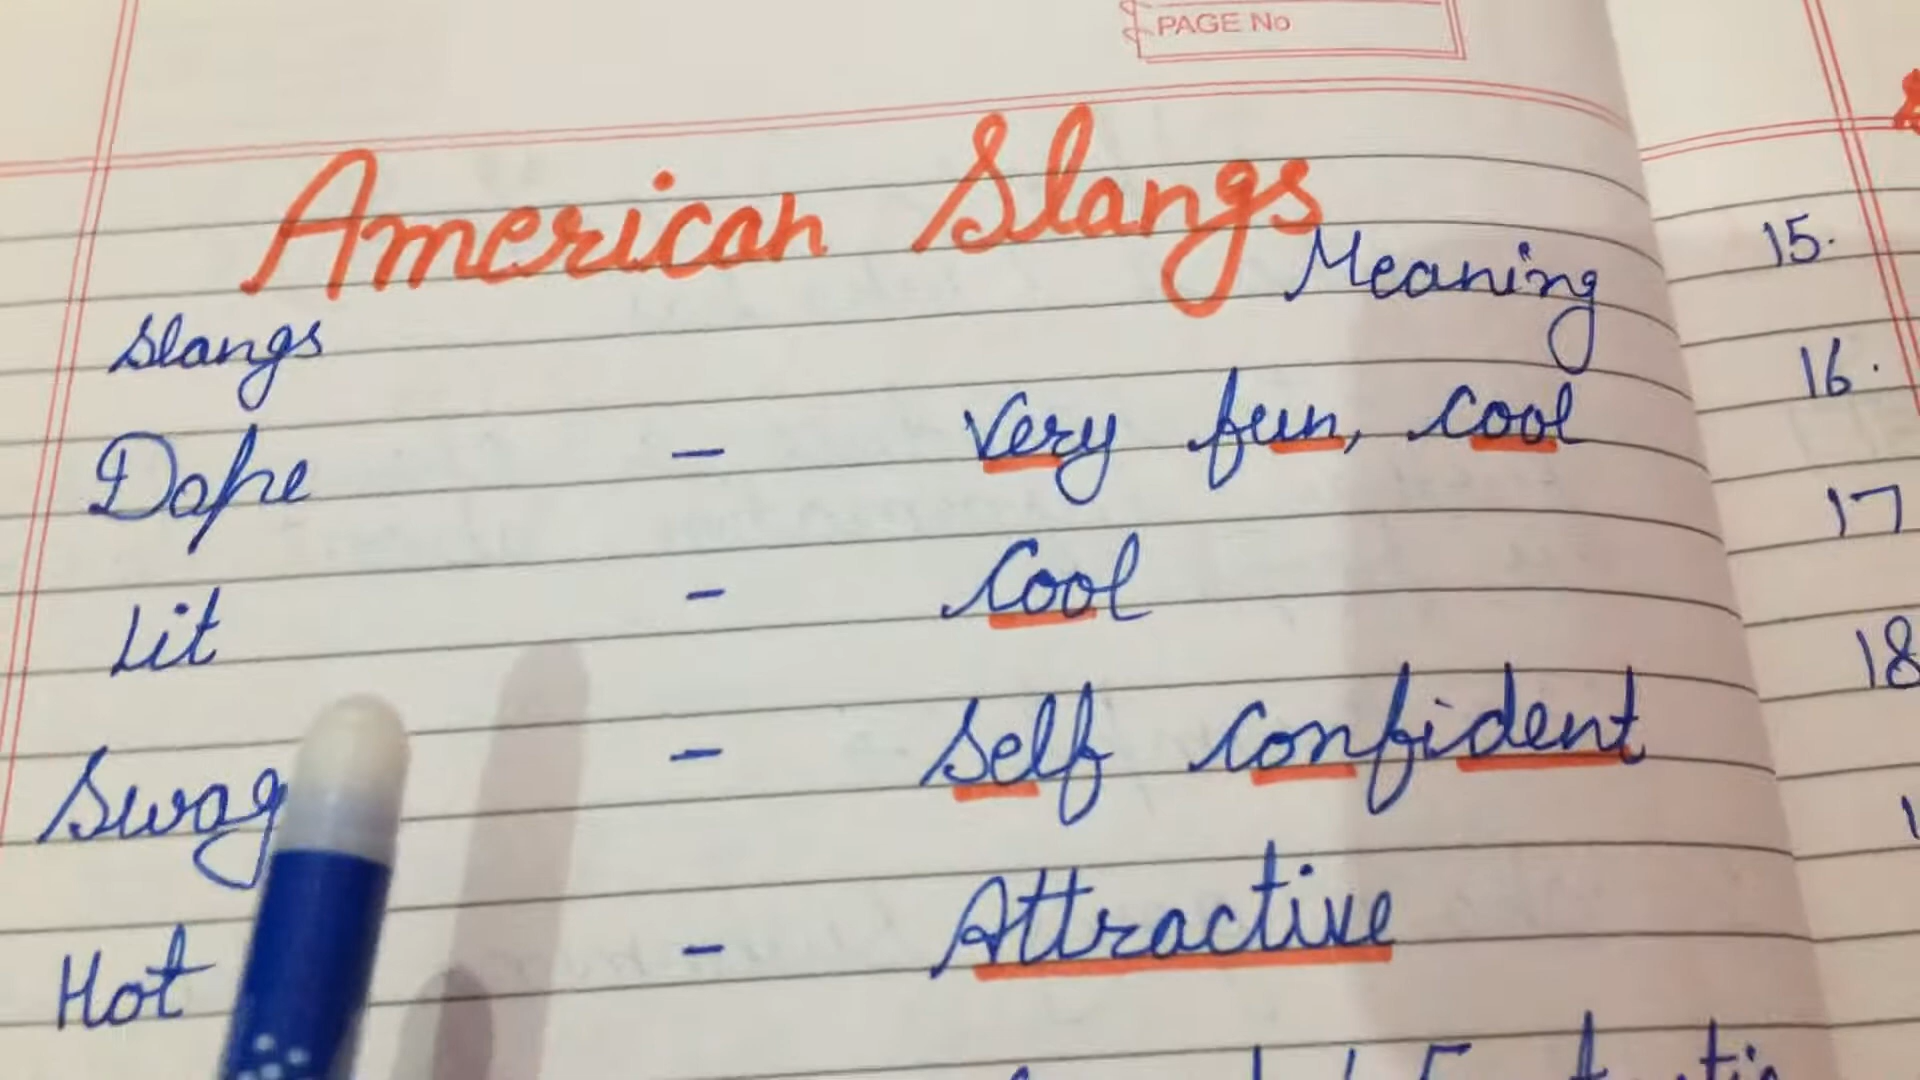 PAGE No
American Slangs
Slangs Meaning
Dope - Very fun, Cool
Lit - Cool
Swag - Self Confident
Hot - Attractive
15.
16.
17
18